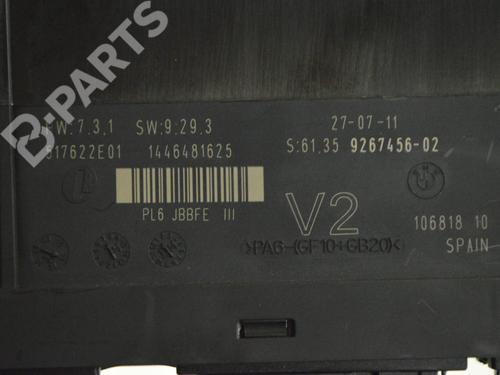 B-PARTS
HW:7.3,1 SW:9:29.3 27-07-11
617622E01 1446481625 S:61.35 9267456-02
PL6 JBBFE III
V2
106818 10
>PA6-(GF10+GB20)<
SPAIN